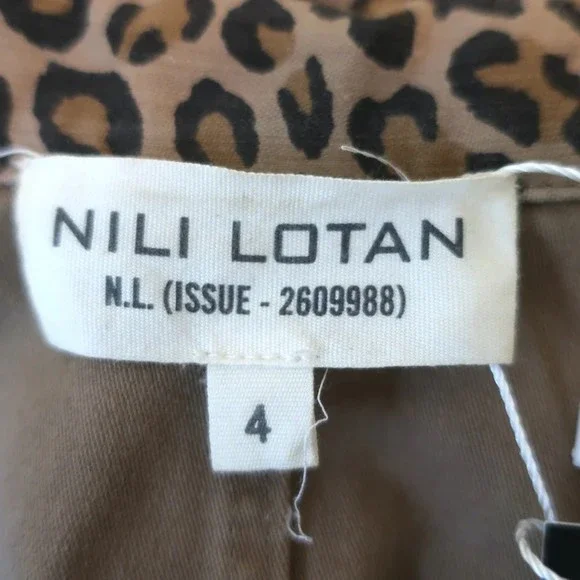 NILI LOTAN
N.L. (ISSUE - 2609988)
4